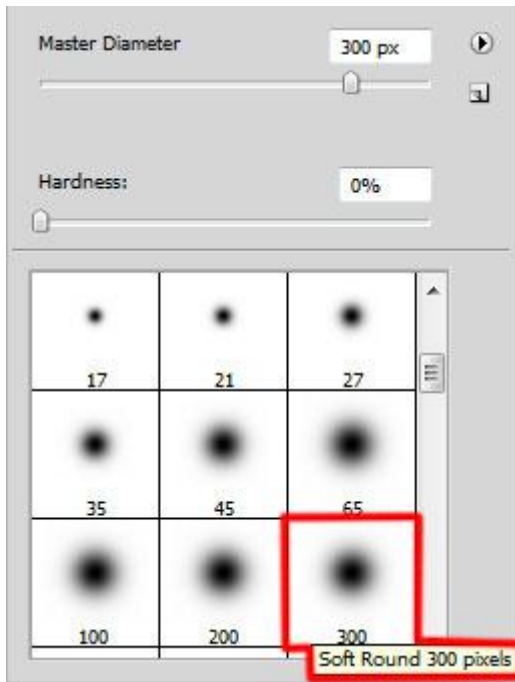 Master Diameter 300 px
Hardness: 0%
17 21 27
35 45 65
100 200 300
Soft Round 300 pixels